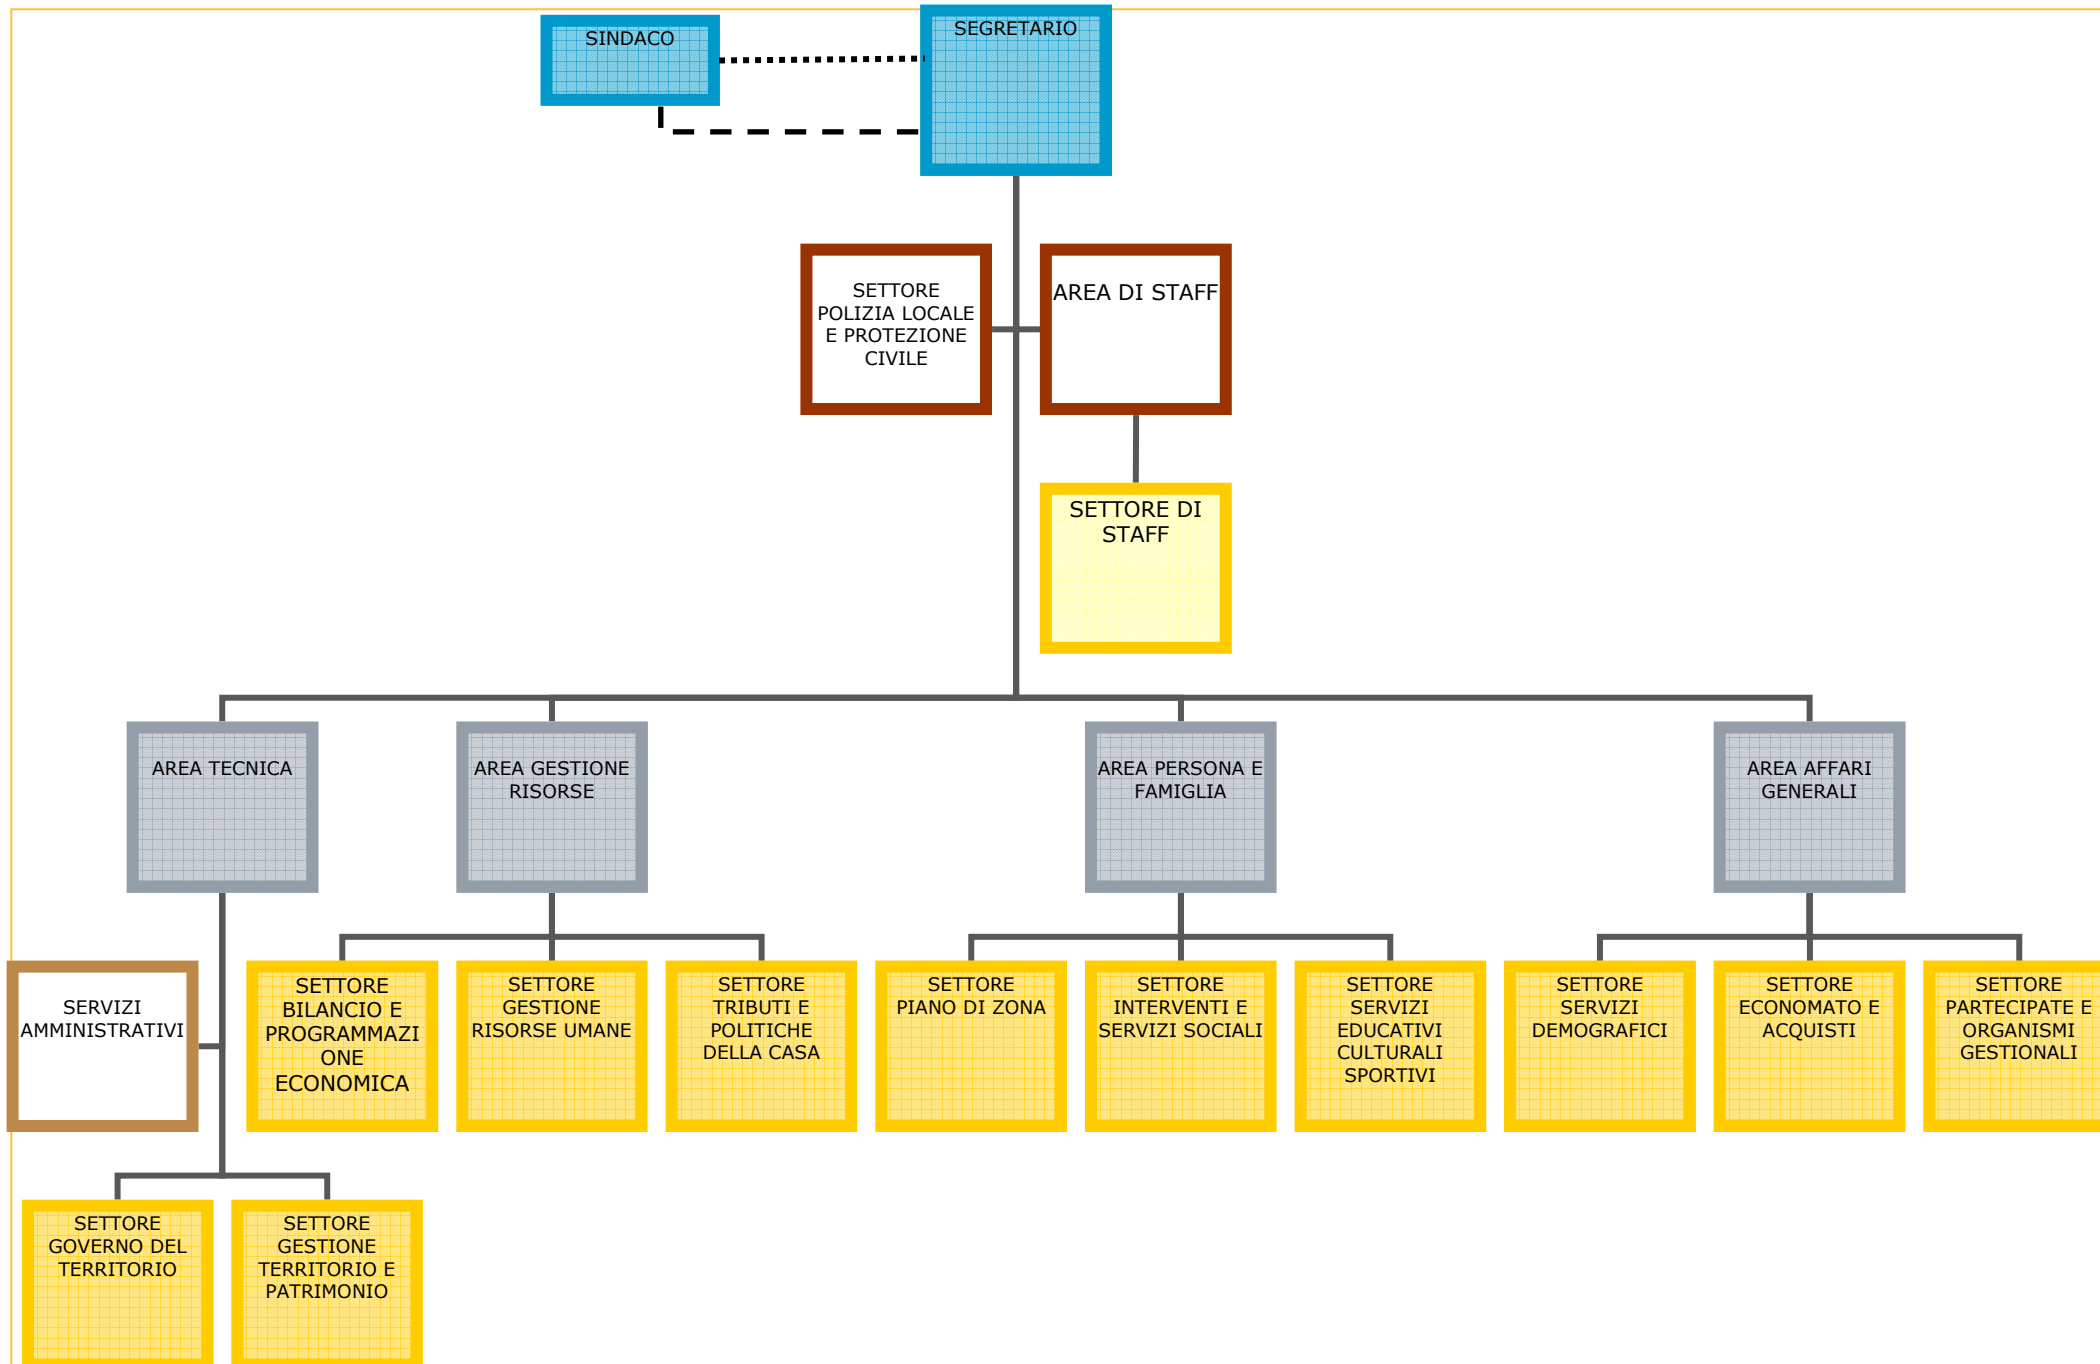 SINDACO
SEGRETARIO
SETTORE
POLIZIA LOCALE
E PROTEZIONE
CIVILE
AREA DI STAFF
SETTORE DI
STAFF
AREA TECNICA
AREA GESTIONE
RISORSE
AREA PERSONA E
FAMIGLIA
AREA AFFARI
GENERALI
SERVIZI
AMMINISTRATIVI
SETTORE
BILANCIO E
PROGRAMMAZI
ONE
ECONOMICA
SETTORE
GESTIONE
RISORSE UMANE
SETTORE
TRIBUTI E
POLITICHE
DELLA CASA
SETTORE
PIANO DI ZONA
SETTORE
INTERVENTI E
SERVIZI SOCIALI
SETTORE
SERVIZI
EDUCATIVI
CULTURALI
SPORTIVI
SETTORE
SERVIZI
DEMOGRAFICI
SETTORE
ECONOMATO E
ACQUISTI
SETTORE
PARTECIPATE E
ORGANISMI
GESTIONALI
SETTORE
GOVERNO DEL
TERRITORIO
SETTORE
GESTIONE
TERRITORIO E
PATRIMONIO